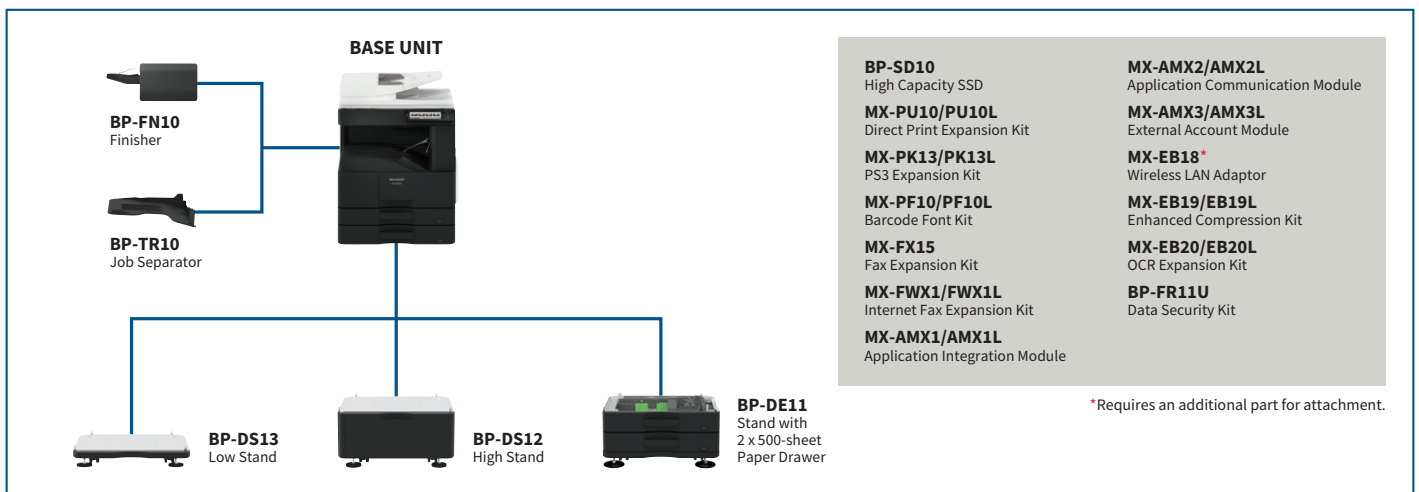 BASE UNIT
BP-FN10
Finisher
BP-TR10
Job Separator
BP-DS13
Low Stand
BP-DS12
High Stand
BP-DE11
Stand with
2 x 500-sheet
Paper Drawer
BP-SD10
High Capacity SSD
MX-PU10/PU10L
Direct Print Expansion Kit
MX-PK13/PK13L
PS3 Expansion Kit
MX-PF10/PF10L
Barcode Font Kit
MX-FX15
Fax Expansion Kit
MX-FWX1/FWX1L
Internet Fax Expansion Kit
MX-AMX1/AMX1L
Application Integration Module
MX-AMX2/AMX2L
Application Communication Module
MX-AMX3/AMX3L
External Account Module
MX-EB18*
Wireless LAN Adaptor
MX-EB19/EB19L
Enhanced Compression Kit
MX-EB20/EB20L
OCR Expansion Kit
BP-FR11U
Data Security Kit
*Requires an additional part for attachment.